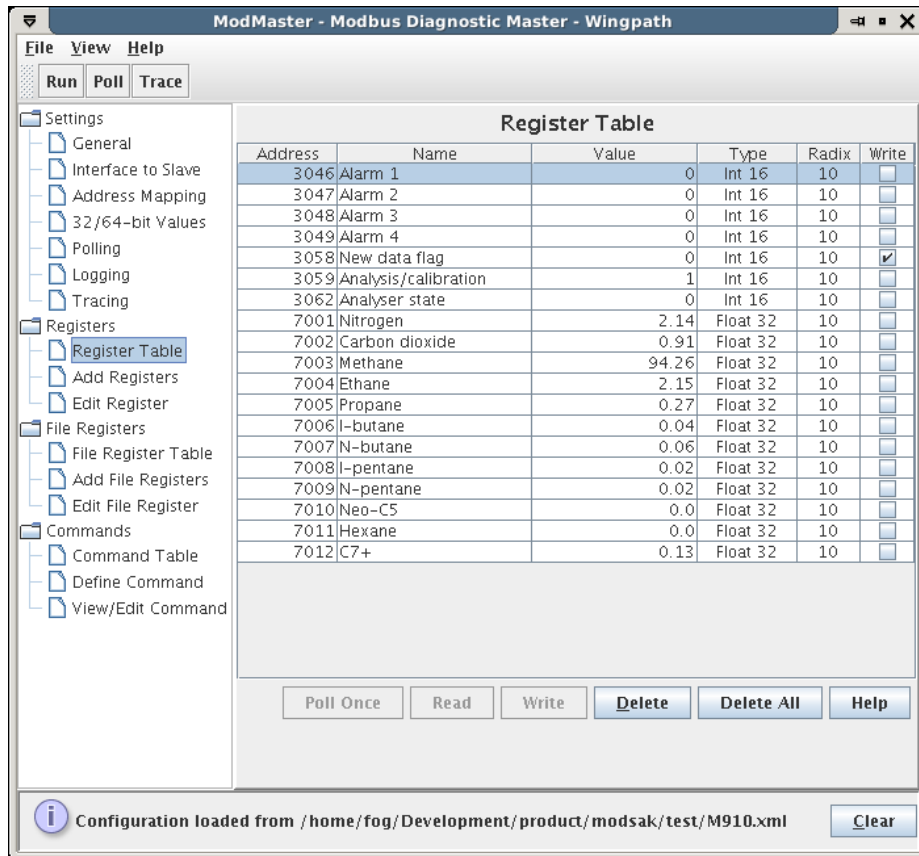 ModMaster - Modbus Diagnostic Master - Wingpath
File View Help
Run Poll Trace
Settings
General
Interface to Slave
Address Mapping
32/64-bit Values
Polling
Logging
Tracing
Registers
Register Table
Add Registers
Edit Register
File Registers
File Register Table
Add File Registers
Edit File Register
Commands
Command Table
Define Command
View/Edit Command
Register Table
Address Name Value Type Radix Write
3046 Alarm 1 0 Int 16 10
3047 Alarm 2 0 Int 16 10
3048 Alarm 3 0 Int 16 10
3049 Alarm 4 0 Int 16 10
3058 New data flag 0 Int 16 10
3059 Analysis/calibration 1 Int 16 10
3062 Analyser state 0 Int 16 10
7001 Nitrogen 2.14 Float 32 10
7002 Carbon dioxide 0.91 Float 32 10
7003 Methane 94.26 Float 32 10
7004 Ethane 2.15 Float 32 10
7005 Propane 0.27 Float 32 10
7006 I-butane 0.04 Float 32 10
7007 N-butane 0.06 Float 32 10
7008 I-pentane 0.02 Float 32 10
7009 N-pentane 0.02 Float 32 10
7010 Neo-C5 0.0 Float 32 10
7011 Hexane 0.0 Float 32 10
7012 C7+ 0.13 Float 32 10
Poll Once Read Write Delete Delete All Help
i Configuration loaded from /home/fog/Development/product/modsak/test/M910.xml Clear